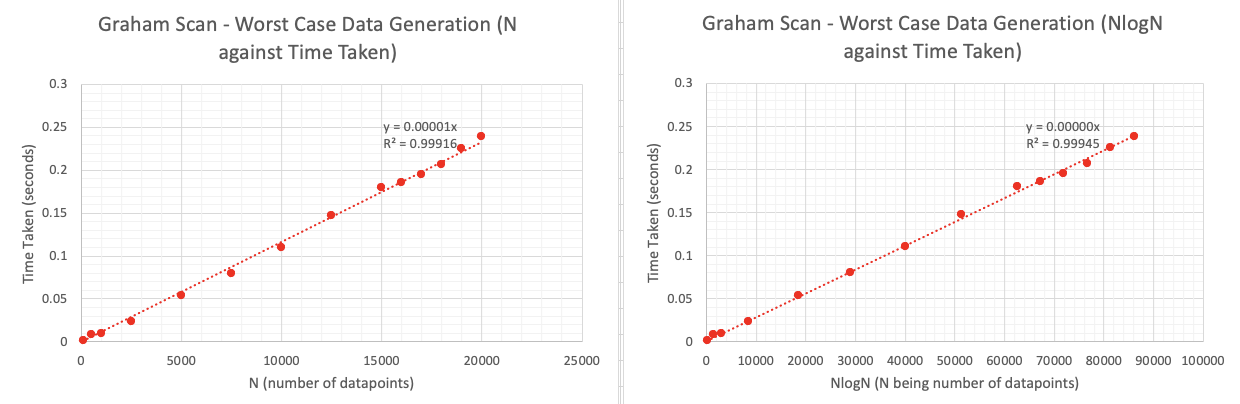 Graham Scan - Worst Case Data Generation (N
against Time Taken)
0.3
0.25
0.2
0.15
0.1
0.05
0
y = 0.00001x
R² = 0.99916
Time Taken (seconds)
0 5000 10000 15000 20000 25000
N (number of datapoints)
Graham Scan - Worst Case Data Generation (NlogN
against Time Taken)
0.3
0.25
0.2
0.15
0.1
0.05
0
y = 0.00000x
R² = 0.99945
Time Taken (seconds)
0 10000 20000 30000 40000 50000 60000 70000 80000 90000 100000
NlogN (N being number of datapoints)